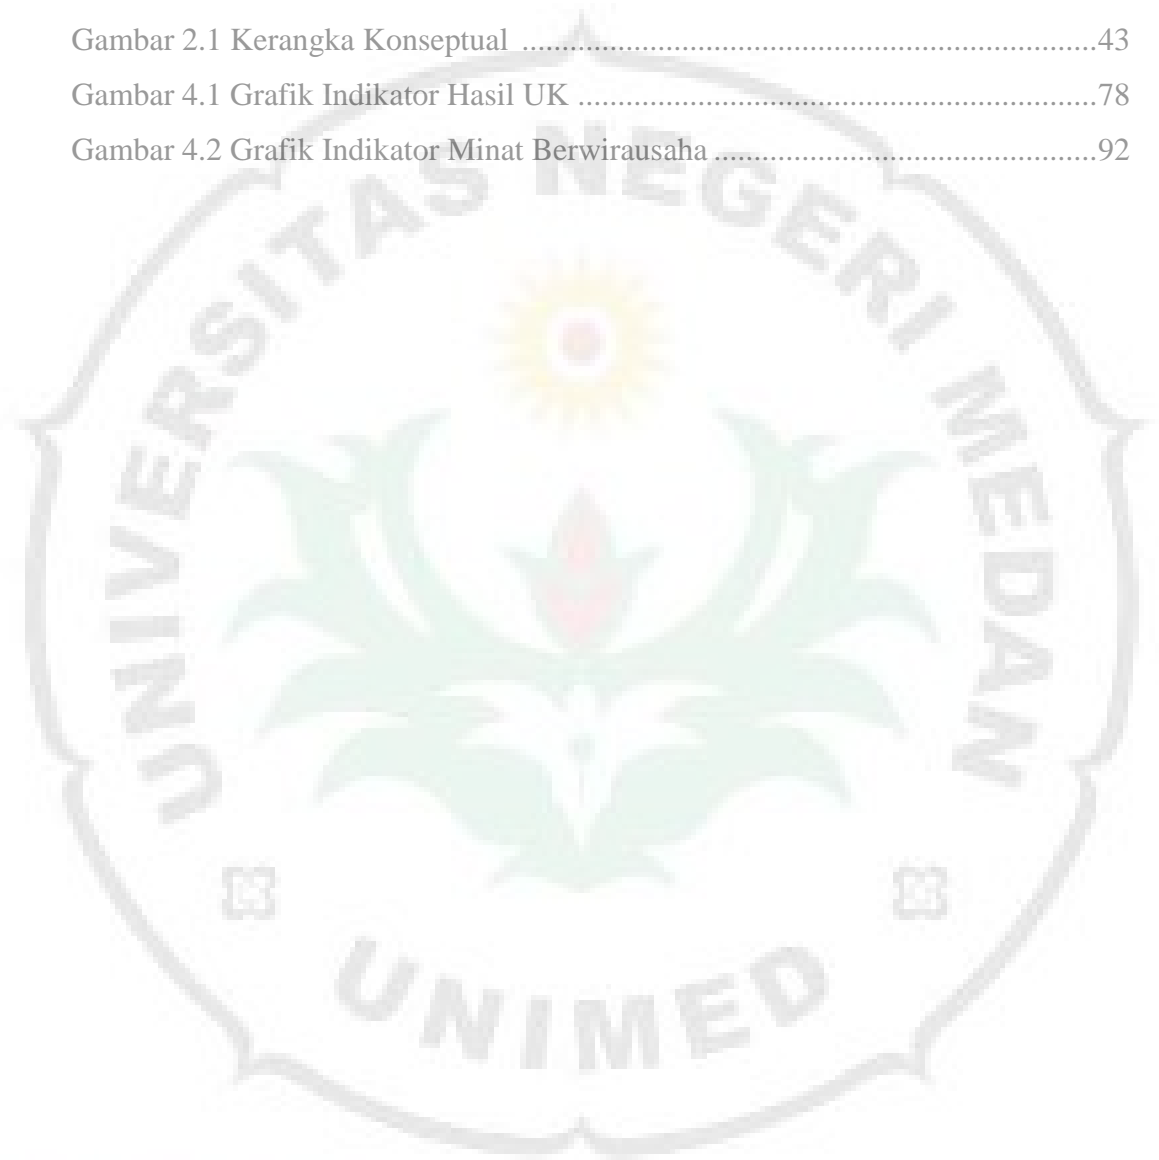 Gambar 2.1 Kerangka Konseptual ........................................................................43
Gambar 4.1 Grafik Indikator Hasil UK .................................................................78
Gambar 4.2 Grafik Indikator Minat Berwirausaha ................................................92
UNIVERSITAS NEGERI MEDAN
UNIMED